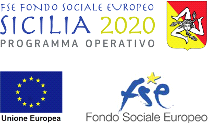 FSE FONDO SOCIALE EUROPEO
SICILIA 2020
PROGRAMMA OPERATIVO
fse
Unione Europea
Fondo Sociale Europeo